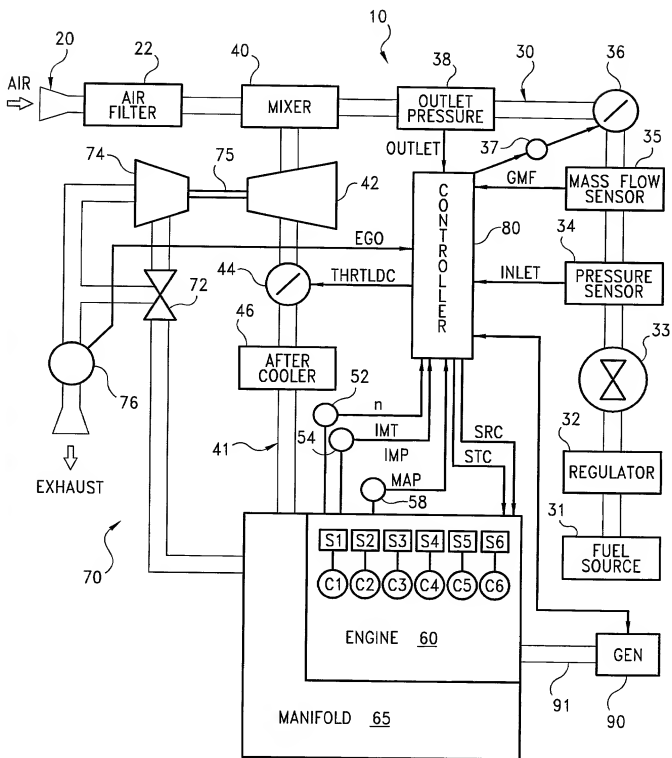 10
20
22
40
38
30
36
AIR
AIR
FILTER
MIXER
OUTLET
PRESSURE
74
75
42
OUTLET
37
35
GMF
MASS FLOW
SENSOR
CONTROLLER
80
34
EGO
44
THRTLDC
INLET
PRESSURE
SENSOR
72
46
33
AFTER
COOLER
76
52
n
32
54
IMT
SRC
41
IMP
STC
REGULATOR
MAP
EXHAUST
58
31
FUEL
SOURCE
S1 S2 S3 S4 S5 S6
70
C1 C2 C3 C4 C5 C6
ENGINE 60
GEN
91
90
MANIFOLD 65